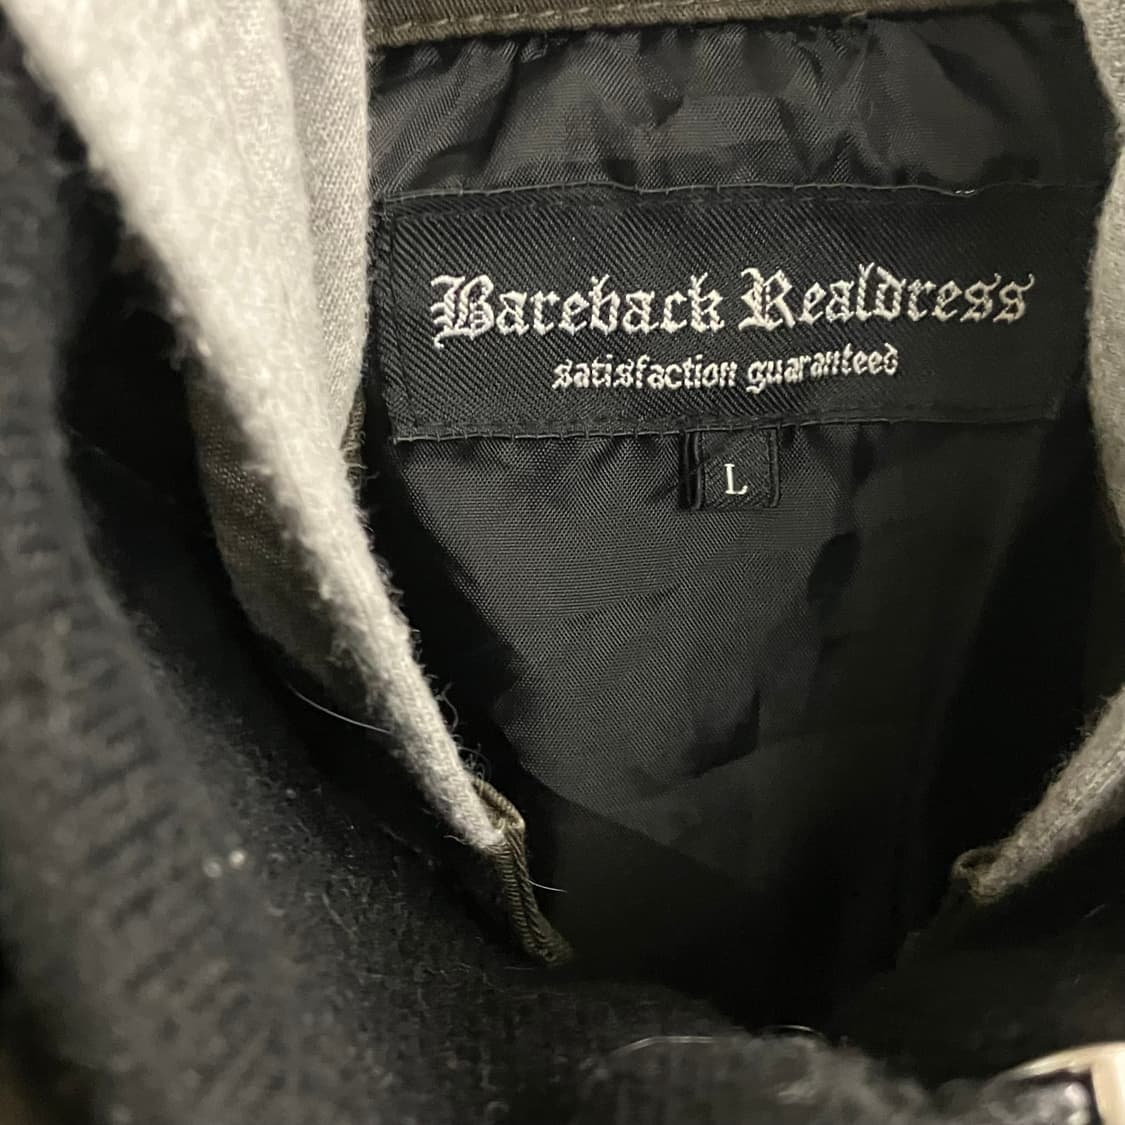 Bareback Realdress
satisfaction guaranteed
L